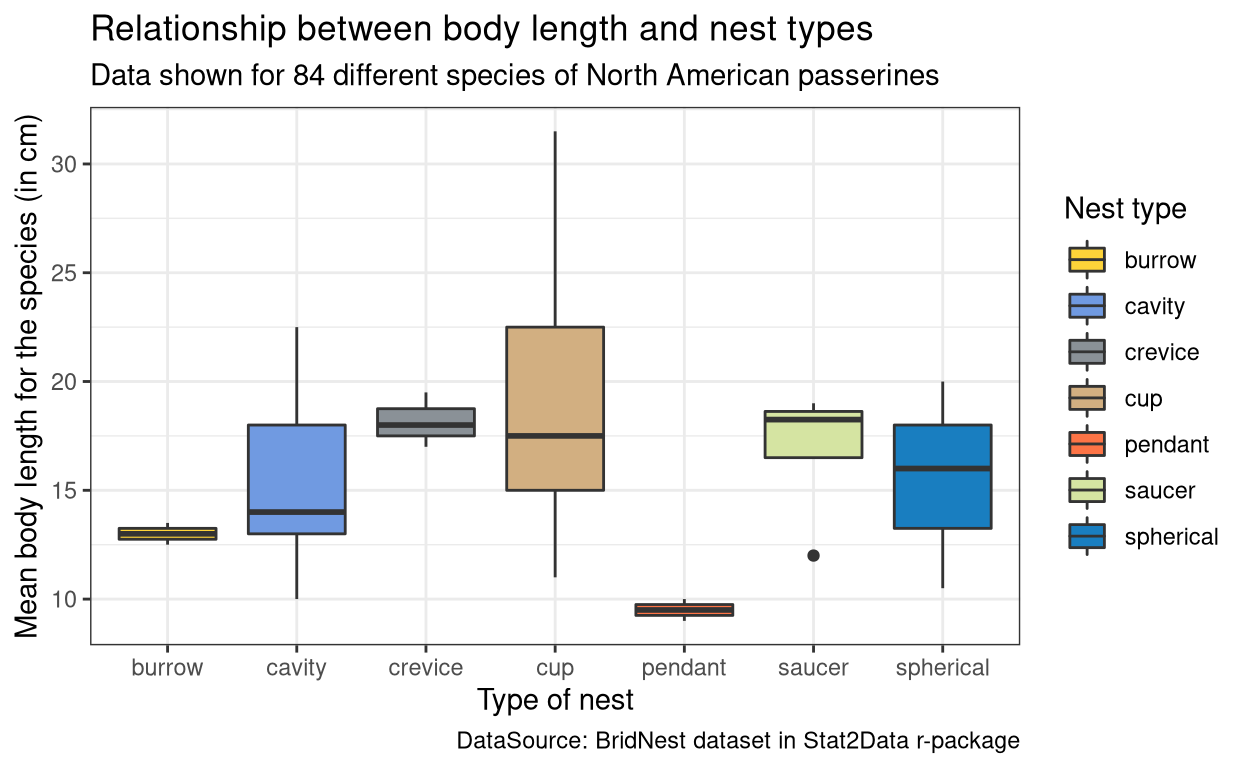 Relationship between body length and nest types
Data shown for 84 different species of North American passerines
Mean body length for the species (in cm)
30
25
20
15
10
burrow cavity crevice cup pendant saucer spherical
Type of nest
Nest type
burrow
cavity
crevice
cup
pendant
saucer
spherical
DataSource: BridNest dataset in Stat2Data r-package